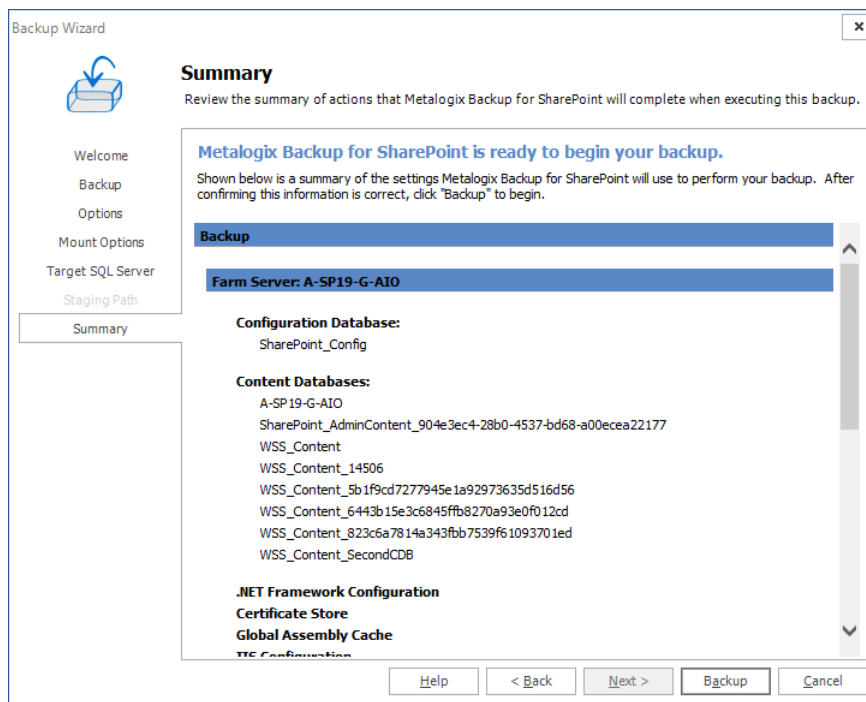 Backup Wizard
Summary
Review the summary of actions that Metalogix Backup for SharePoint will complete when executing this backup.
Welcome
Backup
Options
Mount Options
Target SQL Server
Staging Path
Summary
Metalogix Backup for SharePoint is ready to begin your backup.
Shown below is a summary of the settings Metalogix Backup for SharePoint will use to perform your backup. After
confirming this information is correct, click "Backup" to begin.
Backup
Farm Server: A-SP19-G-AIO
Configuration Database:
SharePoint_Config
Content Databases:
A-SP19-G-AIO
SharePoint_AdminContent_904e3ec4-28b0-4537-bd68-a00ecea22177
WSS_Content
WSS_Content_14506
WSS_Content_5b1f9cd7277945e1a92973635d516d56
WSS_Content_6443b15e3c6845ffb8270a93e0f012cd
WSS_Content_823c6a7814a343fbb7539f61093701ed
WSS_Content_SecondCDB
.NET Framework Configuration
Certificate Store
Global Assembly Cache
IIS Configuration
Help
< Back
Next >
Backup
Cancel